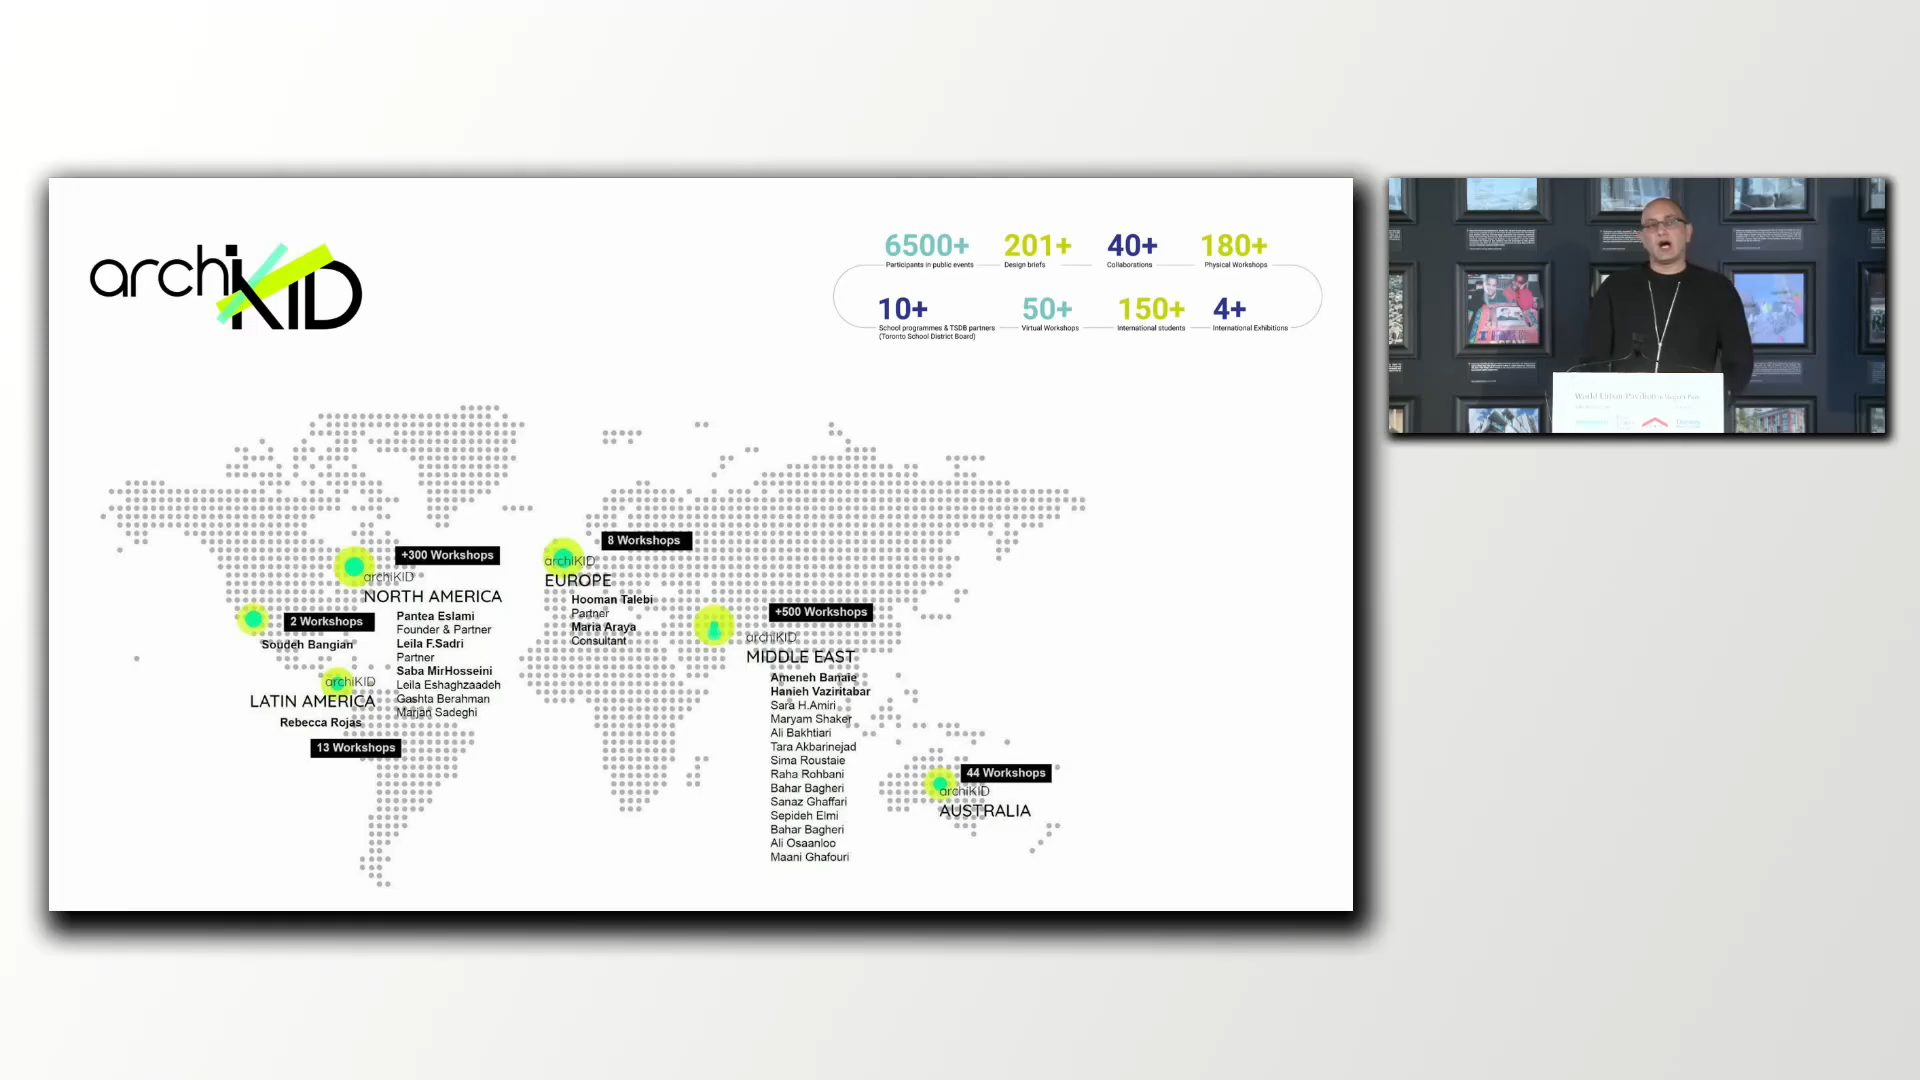 archiKID
6500+
Participants in public events
201+
Design briefs
40+
Collaborations
180+
Physical Workshops
10+
School programmes & TSDB partners
(Toronto School District Board)
50+
Virtual Workshops
150+
International students
4+
International Exhibitions
+300 Workshops
archiKID
NORTH AMERICA
Pantea Eslami
Founder & Partner
Leila F.Sadri
Partner
Saba MirHosseini
Leila Eshaghzaadeh
Gashta Berahman
Marjan Sadeghi
2 Workshops
Soudeh Bangian
archiKID
LATIN AMERICA
Rebecca Rojas
13 Workshops
8 Workshops
archiKID
EUROPE
Hooman Talebi
Partner
Maria Araya
Consultant
+500 Workshops
archiKID
MIDDLE EAST
Ameneh Banaie
Hanieh Vaziritabar
Sara H.Amiri
Maryam Shaker
Ali Bakhtiari
Tara Akbarinejad
Sima Roustaie
Raha Rohbani
Bahar Bagheri
Sanaz Ghaffari
Sepideh Elmi
Bahar Bagheri
Ali Osaanloo
Maani Ghafouri
44 Workshops
archiKID
AUSTRALIA
World Urban Pavilion